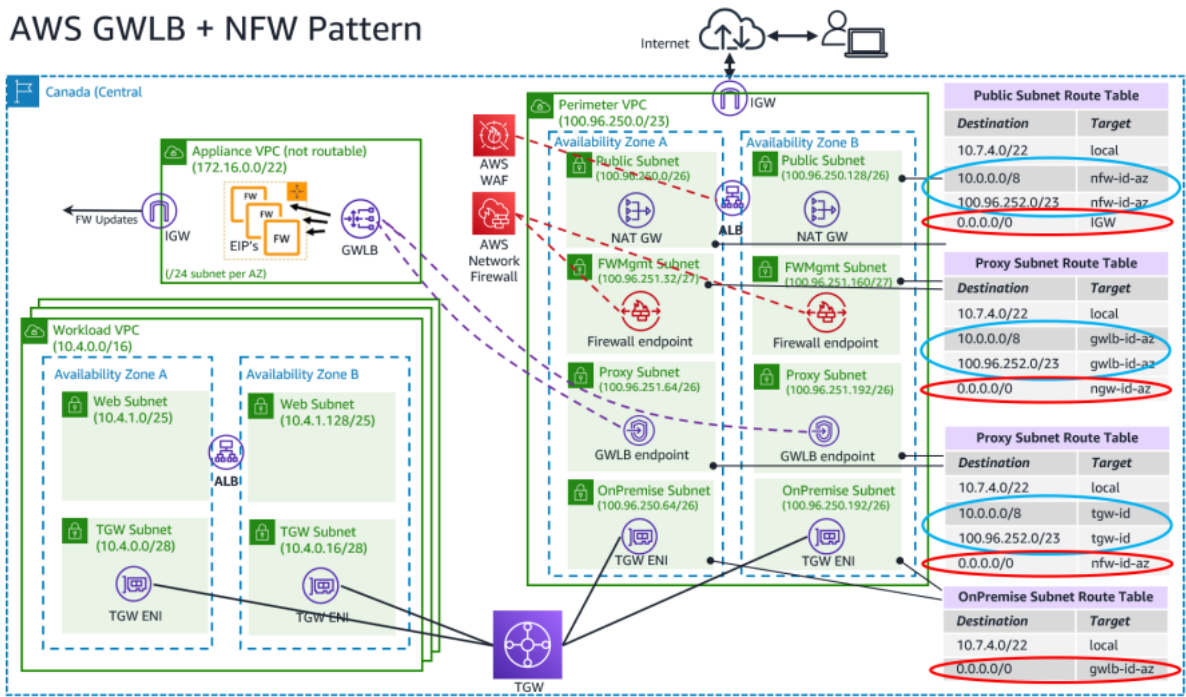 AWS GWLB + NFW Pattern
Internet
Canada (Central
IGW
Appliance VPC (not routable)
(172.16.0.0/22)
FW
FW
FW
EIP's
GWLB
(/24 subnet per AZ)
FW Updates
IGW
AWS
WAF
AWS
Network
Firewall
Workload VPC
(10.4.0.0/16)
Availability Zone A
Web Subnet
(10.4.1.0/25)
TGW Subnet
(10.4.0.0/28)
TGW ENI
ALB
Availability Zone B
Web Subnet
(10.4.1.128/25)
TGW Subnet
(10.4.0.16/28)
TGW ENI
TGW
Perimeter VPC
(100.96.250.0/23)
Availability Zone A
Public Subnet
(100.96.250.0/26)
NAT GW
FWMgmt Subnet
(100.96.251.32/27)
Firewall endpoint
Proxy Subnet
(100.96.251.64/26)
GWLB endpoint
OnPremise Subnet
(100.96.250.64/26)
TGW ENI
ALB
Availability Zone B
Public Subnet
(100.96.250.128/26)
NAT GW
FWMgmt Subnet
(100.96.251.160/27)
Firewall endpoint
Proxy Subnet
(100.96.251.192/26)
GWLB endpoint
OnPremise Subnet
(100.96.250.192/26)
TGW ENI
Public Subnet Route Table
Destination Target
10.7.4.0/22 local
10.0.0.0/8 nfw-id-az
100.96.252.0/23 nfw-id-az
0.0.0.0/0 IGW
Proxy Subnet Route Table
Destination Target
10.7.4.0/22 local
10.0.0.0/8 gwlb-id-az
100.96.252.0/23 gwlb-id-az
0.0.0.0/0 ngw-id-az
Proxy Subnet Route Table
Destination Target
10.7.4.0/22 local
10.0.0.0/8 tgw-id
100.96.252.0/23 tgw-id
0.0.0.0/0 nfw-id-az
OnPremise Subnet Route Table
Destination Target
10.7.4.0/22 local
0.0.0.0/0 gwlb-id-az